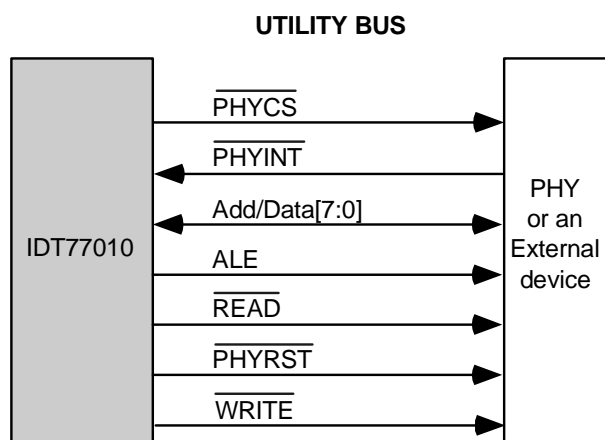 UTILITY BUS
PHYCS
PHYINT
Add/Data[7:0]
ALE
READ
PHYRST
WRITE
IDT77010
PHY
or an
External
device